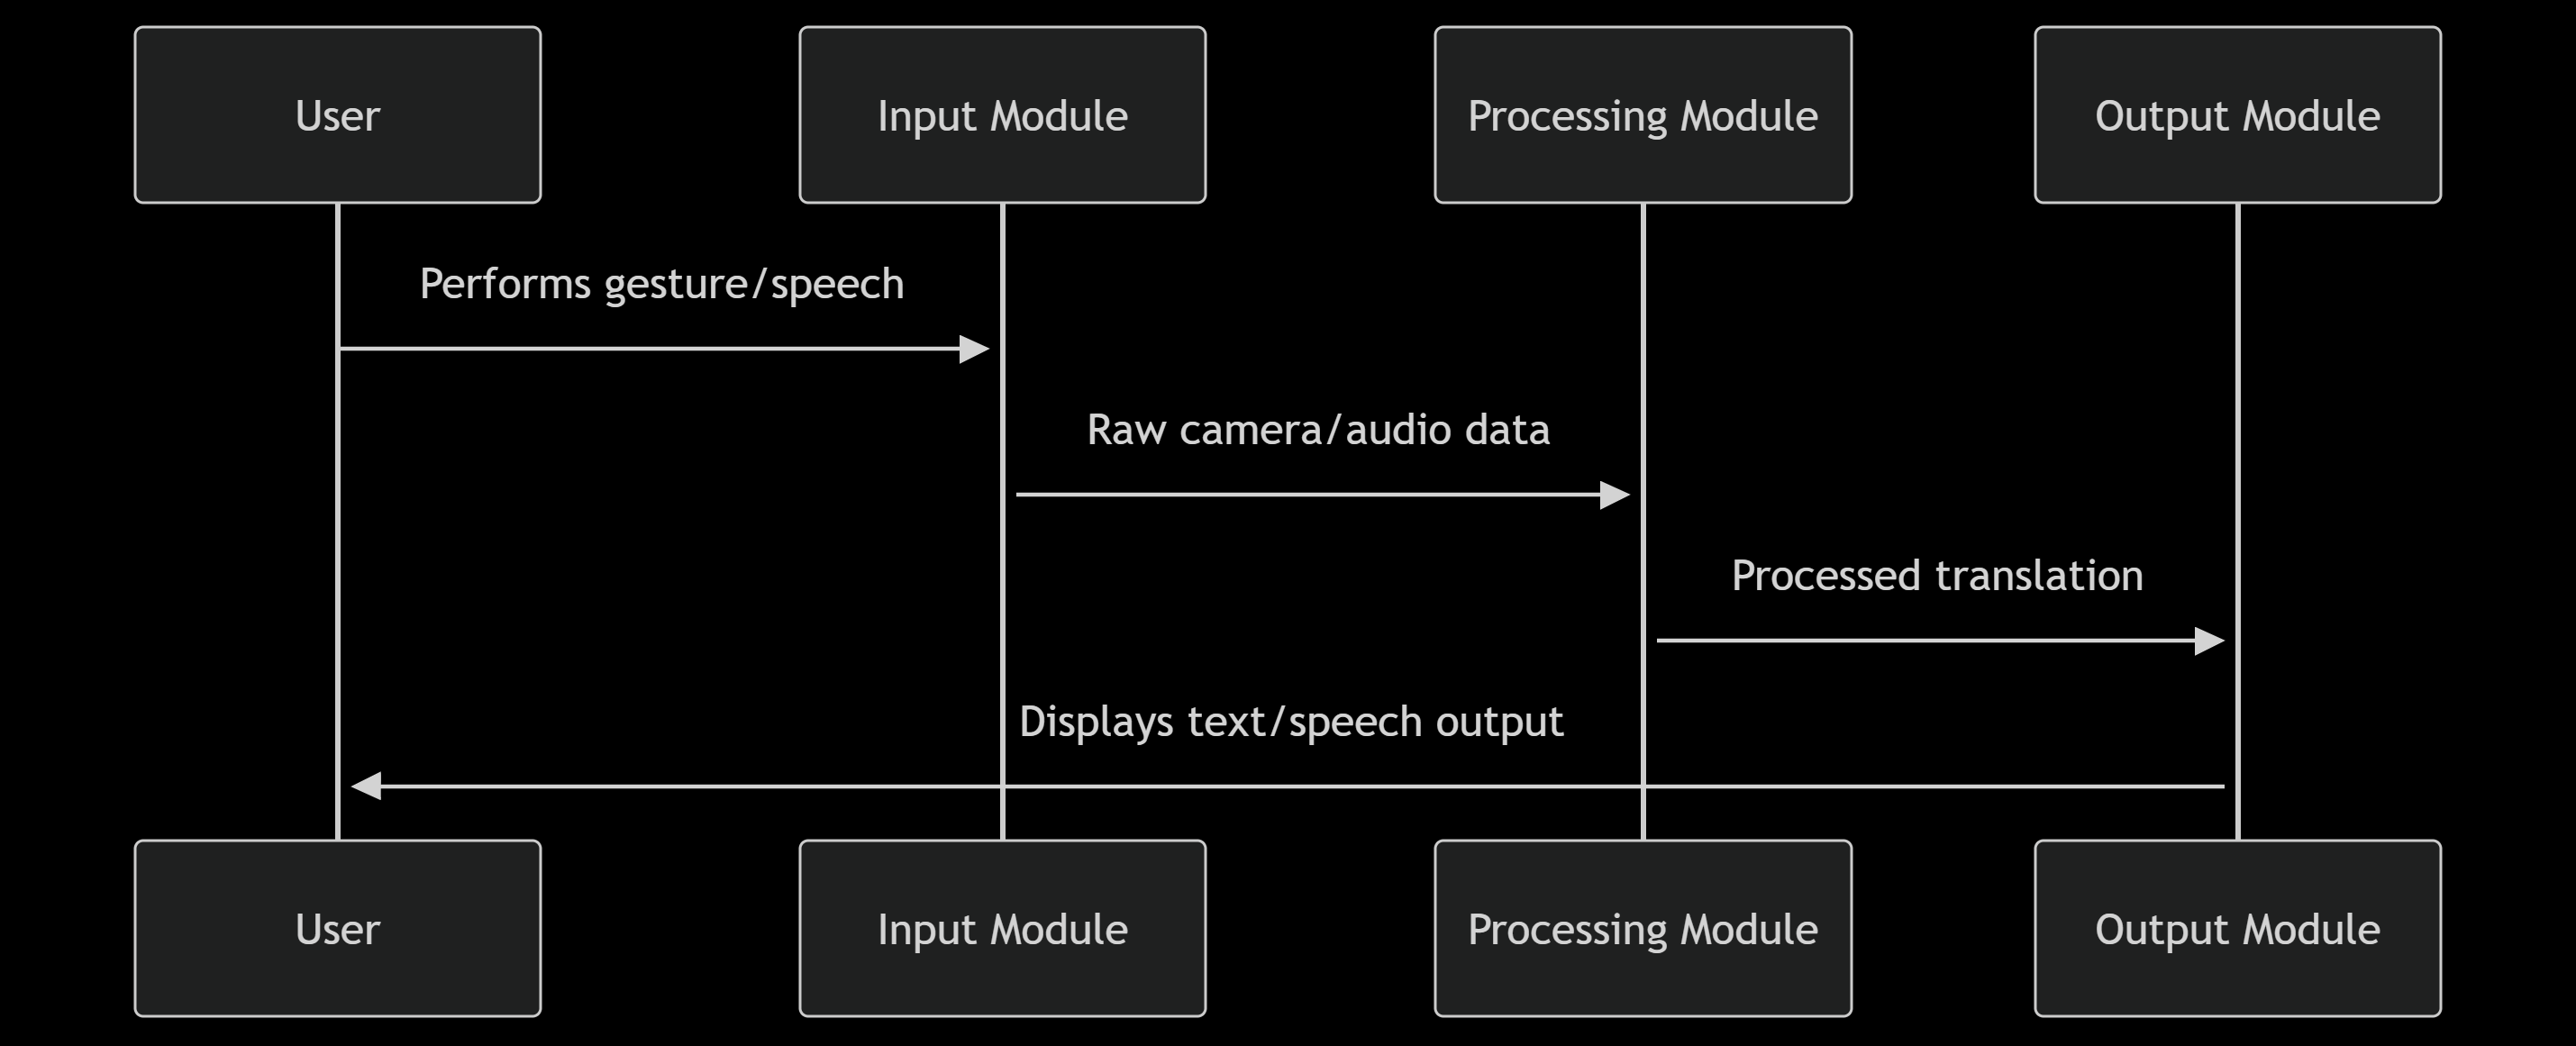 User
Input Module
Processing Module
Output Module
Performs gesture/speech
Raw camera/audio data
Processed translation
Displays text/speech output
User
Input Module
Processing Module
Output Module